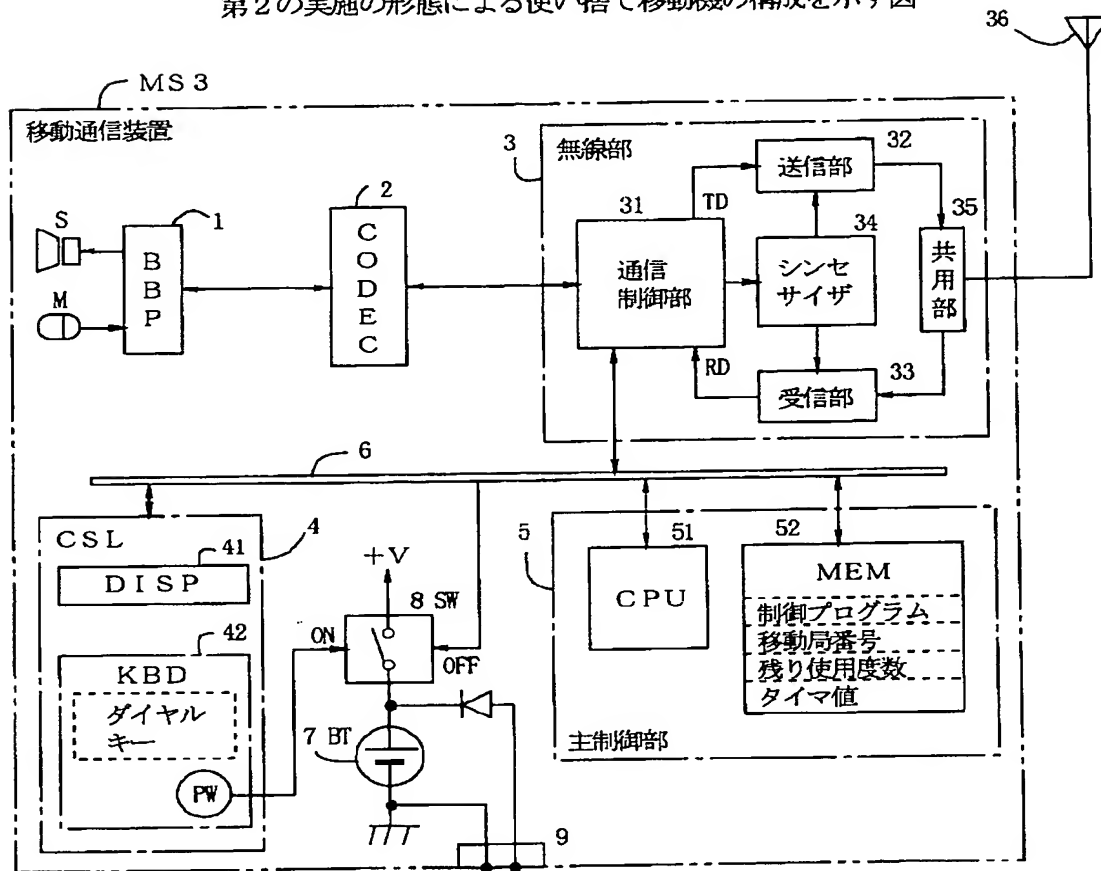 第2の実施の形態による使い捨て移動機の構成を示す図
36
MS3
移動通信装置
3
無線部
32
送信部
2
31
TD
35
S
1
34
CODEC
通信
制御部
シンセ
サイザ
共用部
BBP
M
RD
33
受信部
6
CSL
4
5
51
52
41
DISP
+V
8 SW
CPU
MEM
制御プログラム
移動局番号
残り使用度数
タイマ値
42
ON
OFF
KBD
ダイヤル
キー
7 BT
主制御部
PW
9